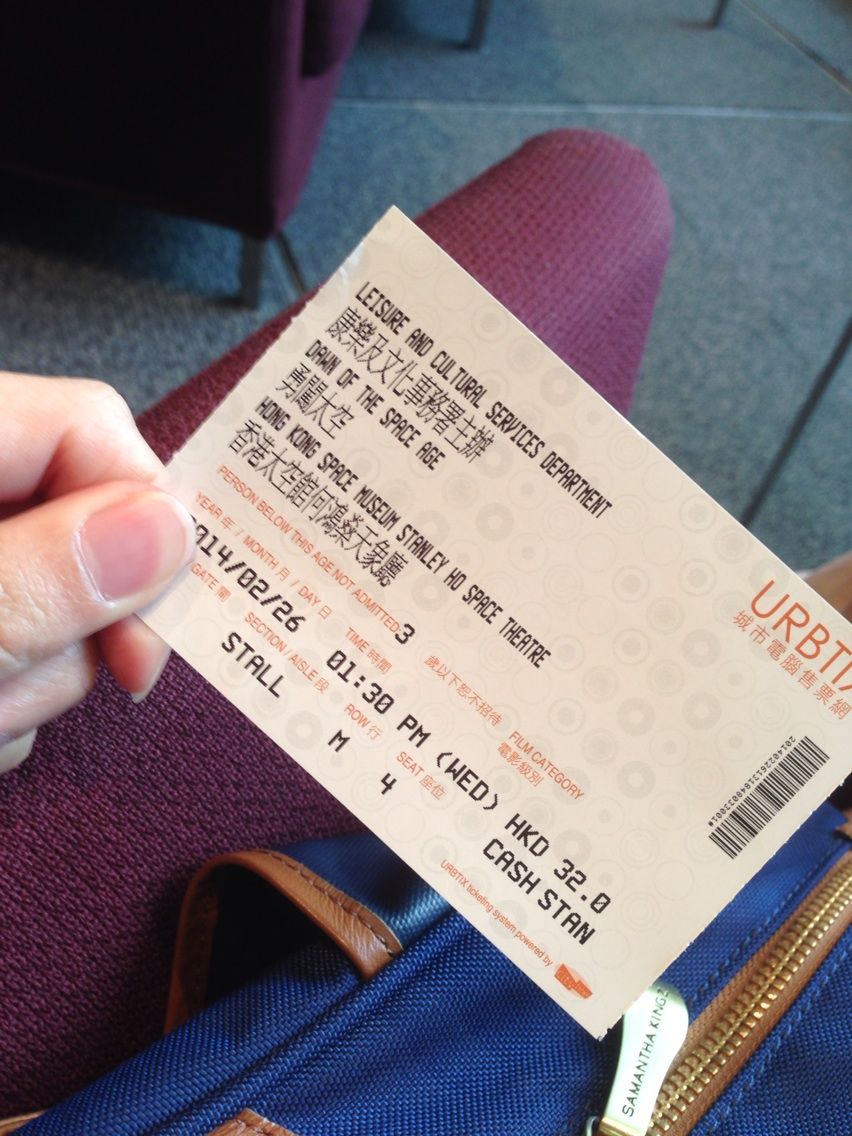 LEISURE AND CULTURAL SERVICES DEPARTMENT
康樂及文化事務署主辦
DAWN OF THE SPACE AGE
勇闖太空
HONG KONG SPACE MUSEUM STANLEY HO SPACE THEATRE
香港太空館何鴻燊天象廳
PERSON BELOW THIS AGE NOT ADMITTED 3 歲以下恕不招待
YEAR 年 / MONTH 月 / DAY 日 TIME 時間 FILM CATEGORY 電影級別
2014/02/26 01:30 PM (WED) HKD 32.0
GATE 閘 SECTION / AISLE 段 ROW 行 SEAT 座位
STALL M 4 CASH STAN
URBTIX ticketing system powered by
URBTIX
城市電腦售票網
SAMANTHA KINGZ